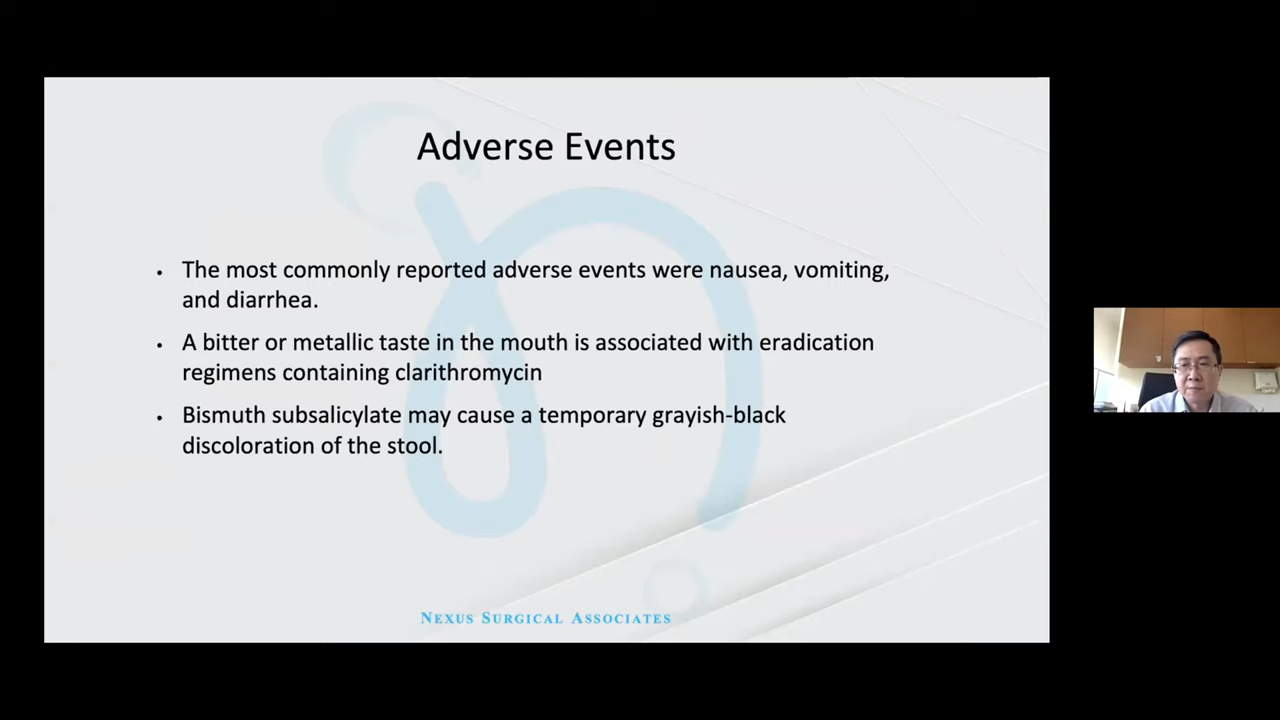 Adverse Events
• The most commonly reported adverse events were nausea, vomiting,
and diarrhea.
• A bitter or metallic taste in the mouth is associated with eradication
regimens containing clarithromycin
• Bismuth subsalicylate may cause a temporary grayish-black
discoloration of the stool.
NEXUS SURGICAL ASSOCIATES